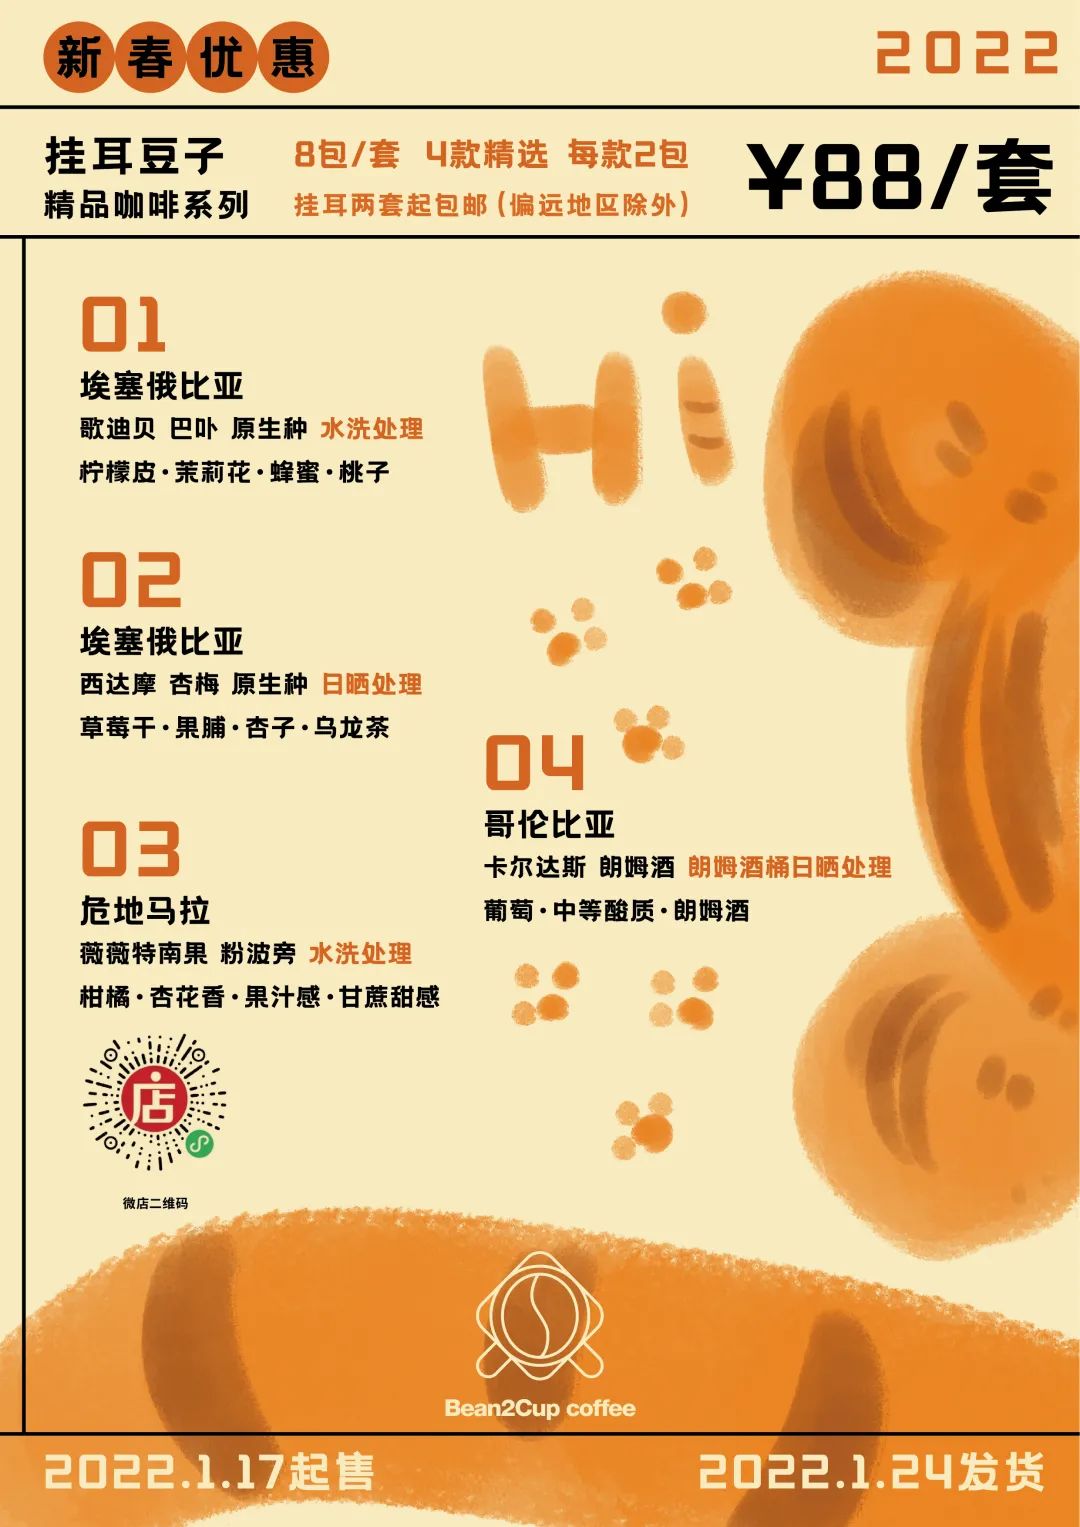 新春优惠
2022
挂耳豆子
精品咖啡系列
8包/套 4款精选 每款2包
挂耳两套起包邮(偏远地区除外)
¥88/套
Hi
01
埃塞俄比亚
歌迪贝 巴卟 原生种 水洗处理
柠檬皮·茉莉花·蜂蜜·桃子
02
埃塞俄比亚
西达摩 杏梅 原生种 日晒处理
草莓干·果脯·杏子·乌龙茶
03
危地马拉
薇薇特南果 粉波旁 水洗处理
柑橘·杏花香·果汁感·甘蔗甜感
04
哥伦比亚
卡尔达斯 朗姆酒 朗姆酒桶日晒处理
葡萄·中等酸质·朗姆酒
店
微店二维码
Bean2Cup coffee
2022.1.17起售
2022.1.24发货